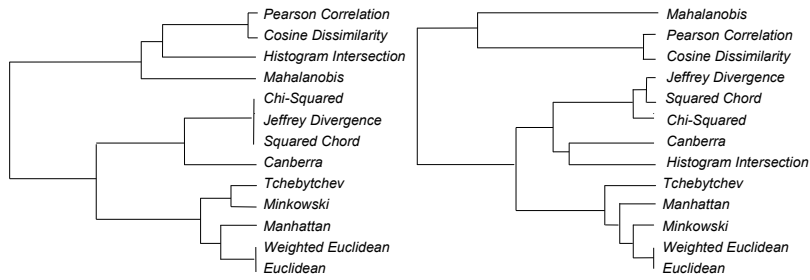 Pearson Correlation
Cosine Dissimilarity
Histogram Intersection
Mahalanobis
Chi-Squared
Jeffrey Divergence
Squared Chord
Canberra
Tchebytchev
Minkowski
Manhattan
Weighted Euclidean
Euclidean
Mahalanobis
Pearson Correlation
Cosine Dissimilarity
Jeffrey Divergence
Squared Chord
Chi-Squared
Canberra
Histogram Intersection
Tchebytchev
Manhattan
Minkowski
Weighted Euclidean
Euclidean